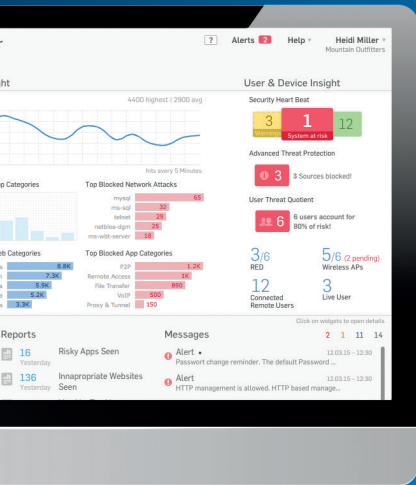 ? Alerts 2 Help Heidi Miller
Mountain Outfitters
ht User & Device Insight
4400 highest | 2900 avg
Security Heart Beat
3 1 12
Warnings System at risk
Advanced Threat Protection
hits every 5 Minutes
3 3 Sources blocked!
p Categories Top Blocked Network Attacks
mysql 65
ms-sql 32
telnet 29
netbios-dgm 25
ms-wbt-server 18
User Threat Quotient
6 6 users account for
80% of risk!
eb Categories Top Blocked App Categories
8.8K P2P 1.2K
7.3K Remote Access 1K
5.9K File Transfer 890
5.2K VoIP 500
3.3K Proxy & Tunnel 150
3/6 5/6 (2 pending)
RED Wireless APs
12 3
Connected Live User
Remote Users
Click on widgets to open details
Reports Messages 2 1 11 14
16 Risky Apps Seen
Yesterday
Alert • 12.03.15 – 12:30
Passwort change reminder. The default Password ...
136 Innapropriate Websites
Yesterday Seen
Alert 12.03.15 – 12:30
HTTP management is allowed. HTTP based manage...